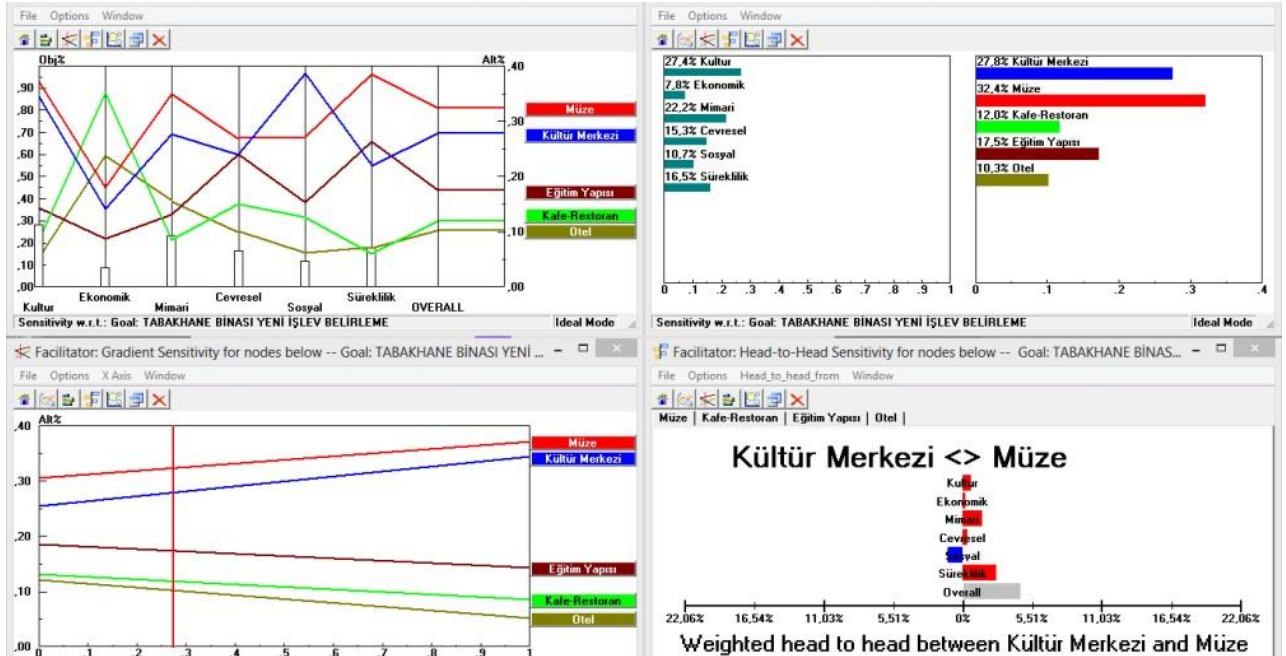 File Options Window
Obj%
Alt%
,90
,80
,70
,60
,50
,40
,30
,20
,10
,00
,40
,30
,20
,10
,00
Müze
Kültür Merkezi
Eğitim Yapısı
Kafe-Restoran
Otel
Kultur
Ekonomik
Mimari
Cevresel
Sosyal
Süreklilik
OVERALL
Sensitivity w.r.t.: Goal: TABAKHANE BİNASI YENİ İŞLEV BELİRLEME
Ideal Mode
File Options Window
27,4% Kultur
7,8% Ekonomik
22,2% Mimari
15,3% Cevresel
10,7% Sosyal
16,5% Süreklilik
0 .1 .2 .3 .4 .5 .6 .7 .8 .9 1
27,8% Kültür Merkezi
32,4% Müze
12,0% Kafe-Restoran
17,5% Eğitim Yapısı
10,3% Otel
0 .1 .2 .3 .4
Sensitivity w.r.t.: Goal: TABAKHANE BİNASI YENİ İŞLEV BELİRLEME
Ideal Mode
Facilitator: Gradient Sensitivity for nodes below -- Goal: TABAKHANE BİNASI YENİ ...
File Options X Axis Window
Alt%
,40
,30
,20
,10
,00
Müze
Kültür Merkezi
Eğitim Yapısı
Kafe-Restoran
Otel
0 .1 .2 .3 .4 .5 .6 .7 .8 .9 1
Facilitator: Head-to-Head Sensitivity for nodes below -- Goal: TABAKHANE BİNAS...
File Options Head_to_head_from Window
Müze | Kafe-Restoran | Eğitim Yapısı | Otel |
Kültür Merkezi <> Müze
Kultur
Ekonomik
Mimari
Cevresel
Sosyal
Süreklilik
Overall
22,06% 16,54% 11,03% 5,51% 0% 5,51% 11,03% 16,54% 22,06%
Weighted head to head between Kültür Merkezi and Müze